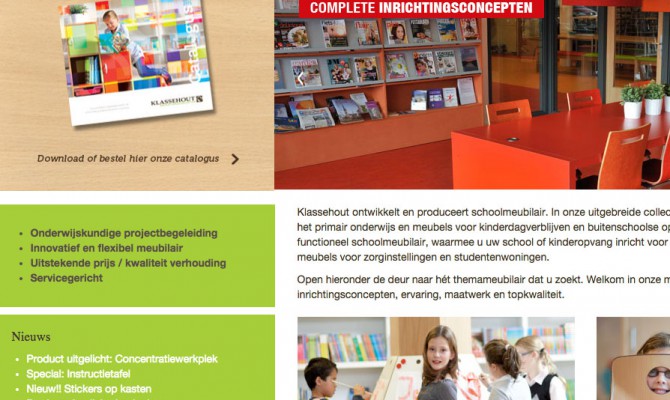 COMPLETE INRICHTINGSCONCEPTEN
Catalogus
KLASSEHOUT
Download of bestel hier onze catalogus
Onderwijskundige projectbegeleiding
Innovatief en flexibel meubilair
Uitstekende prijs / kwaliteit verhouding
Servicegericht
Nieuws
Product uitgelicht: Concentratiewerkplek
Special: Instructietafel
Nieuw!! Stickers op kasten
Klassehout ontwikkelt en produceert schoolmeubilair. In onze uitgebreide collec
het primair onderwijs en meubels voor kinderdagverblijven en buitenschoolse op
functioneel schoolmeubilair, waarmee u uw school of kinderopvang inricht voor
meubels voor zorginstellingen en studentenwoningen.
Open hieronder de deur naar hét themameubilair dat u zoekt. Welkom in onze m
inrichtingsconcepten, ervaring, maatwerk en topkwaliteit.